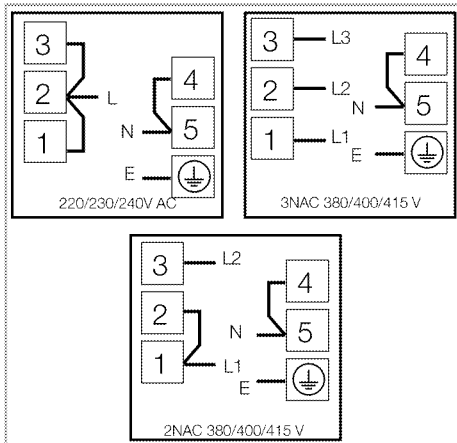 3
2 L
1
4
N 5
E
220/230/240V AC
3 L3
2 L2
1 L1
4
N 5
E
3NAC 380/400/415 V
3 L2
2
1 L1
4
N 5
E
2NAC 380/400/415 V